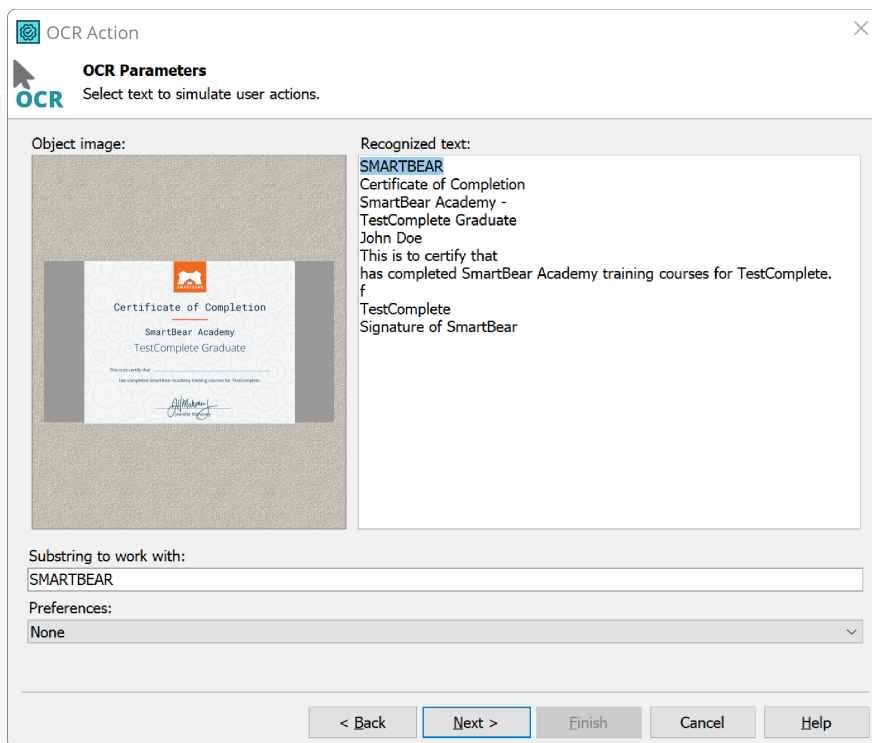 OCR Action
OCR
OCR Parameters
Select text to simulate user actions.
Object image:
SMARTBEAR
Certificate of Completion
SmartBear Academy
TestComplete Graduate
This is to certify that
has completed SmartBear Academy training courses for TestComplete.
Jennifer Mahoney
Recognized text:
SMARTBEAR
Certificate of Completion
SmartBear Academy -
TestComplete Graduate
John Doe
This is to certify that
has completed SmartBear Academy training courses for TestComplete.
f
TestComplete
Signature of SmartBear
Substring to work with:
SMARTBEAR
Preferences:
None
< Back
Next >
Finish
Cancel
Help